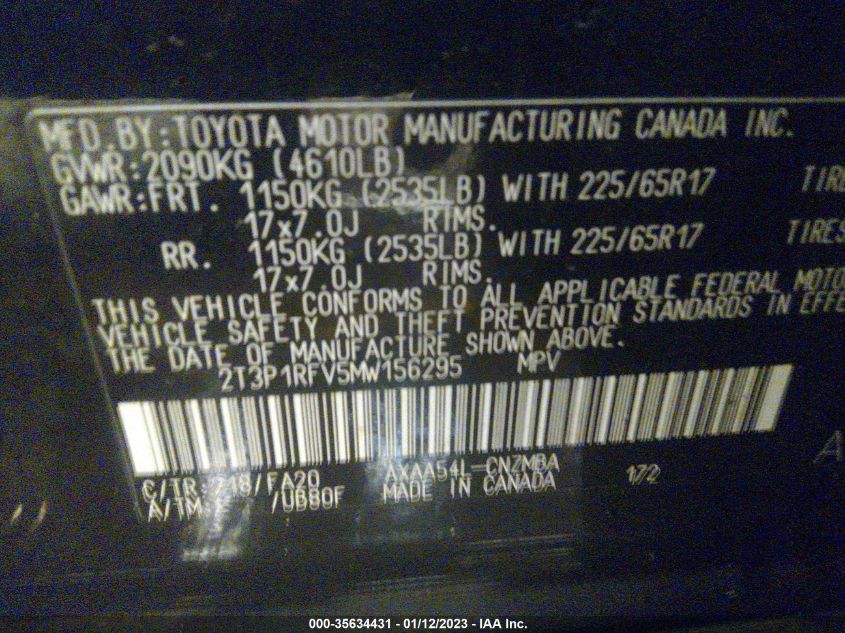 MFD.BY:TOYOTA MOTOR MANUFACTURING CANADA INC.
GVWR:2090KG (4610LB)
GAWR:FRT. 1150KG (2535LB) WITH 225/65R17 TIRE
17x7.0J RIMS.
RR. 1150KG (2535LB) WITH 225/65R17 TIRES
17x7.0J RIMS.
THIS VEHICLE CONFORMS TO ALL APPLICABLE FEDERAL MOTO
VEHICLE SAFETY AND THEFT PREVENTION STANDARDS IN EFFE
THE DATE OF MANUFACTURE SHOWN ABOVE.
2T3P1RFV5MW156295 MPV
C/TR:218/FA20 AXAA54L-CNZMBA 172
A/TM: /UB80F MADE IN CANADA
A
000-35634431 - 01/12/2023 - IAA Inc.